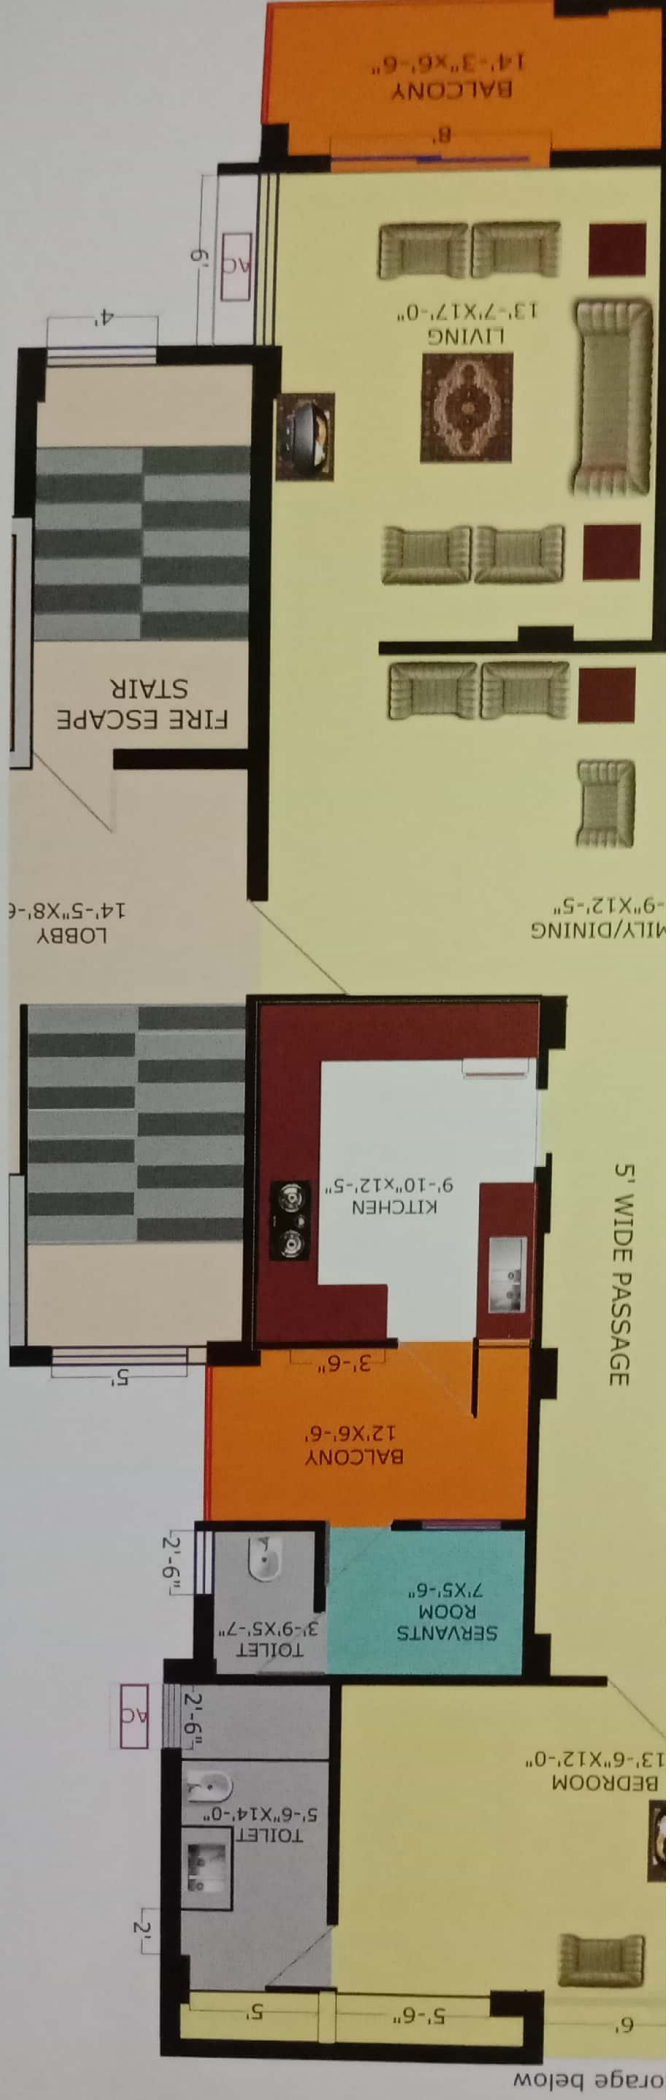 orage below
6'
5'-6"
5'
BEDROOM
13'-6"X12'-0"
TOILET
5'-6"X14'-0"
2'
AC
2'-6"
SERVANTS
ROOM
7'X5'-6"
TOILET
3'-9'X5'-7"
2'-6"
BALCONY
12'X6'-6'
5'
3'-6"
5' WIDE PASSAGE
KITCHEN
9'-10"x12'-5"
MILY/DINING
-9"X12'-5"
LOBBY
14'-5"X8'-6
FIRE ESCAPE
STAIR
4'
LIVING
13'-7'X17'-0"
6'
AC
8'
BALCONY
14'-3"x6'-6"